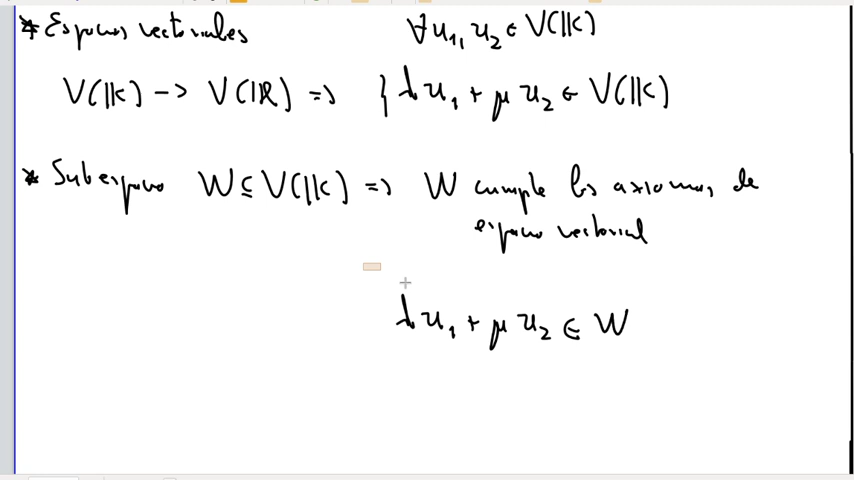 * Espacios vectoriales ∀u₁, u₂ ∈ V(𝕂)
V(𝕂) -> V(ℝ) => } λu₁ + μu₂ ∈ V(𝕂)
* Subespacio W ⊆ V(𝕂) => W cumple los axiomas de
espacio vectorial
λu₁ + μu₂ ∈ W